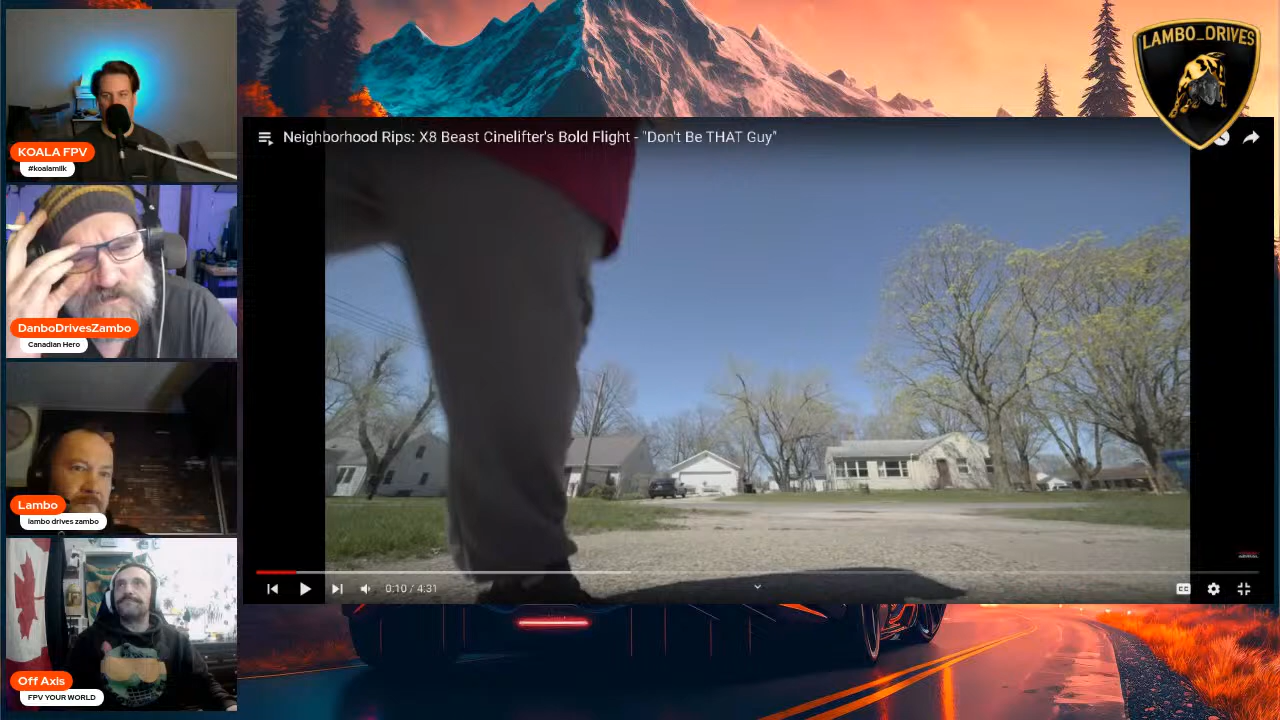 LAMBO_DRIVES
Neighborhood Rips: X8 Beast Cinelifter's Bold Flight - "Don't Be THAT Guy"
KOALA FPV
#koalamilk
DanboDrivesZambo
Canadian Hero
Lambo
lambo drives zambo
0:10 / 4:31
CC
Off Axis
FPV YOUR WORLD